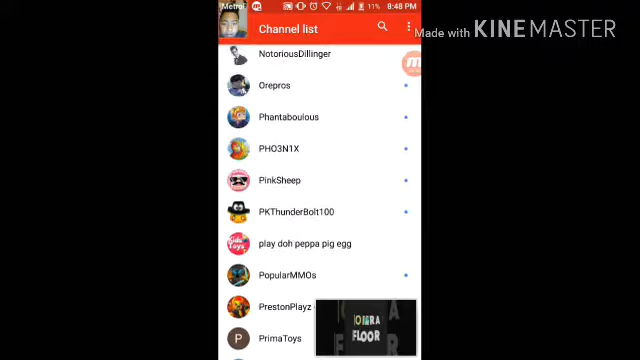 MetroP
11% 8:48 PM
Channel list
Made with KINEMASTER
NotoriousDillinger
Orepros
Phantaboulous
PHO3N1X
PinkSheep
PKThunderBolt100
play doh peppa pig egg
PopularMMOs
PrestonPlayz
P PrimaToys
FLOOR